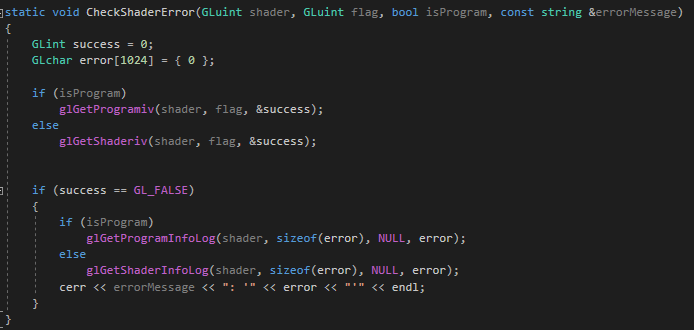 static void CheckShaderError(GLuint shader, GLuint flag, bool isProgram, const string &errorMessage)
{
    GLint success = 0;
    GLchar error[1024] = { 0 };
    if (isProgram)
        glGetProgramiv(shader, flag, &success);
    else
        glGetShaderiv(shader, flag, &success);
    if (success == GL_FALSE)
    {
        if (isProgram)
            glGetProgramInfoLog(shader, sizeof(error), NULL, error);
        else
            glGetShaderInfoLog(shader, sizeof(error), NULL, error);
        cerr << errorMessage << ": '" << error << "'" << endl;
    }
}